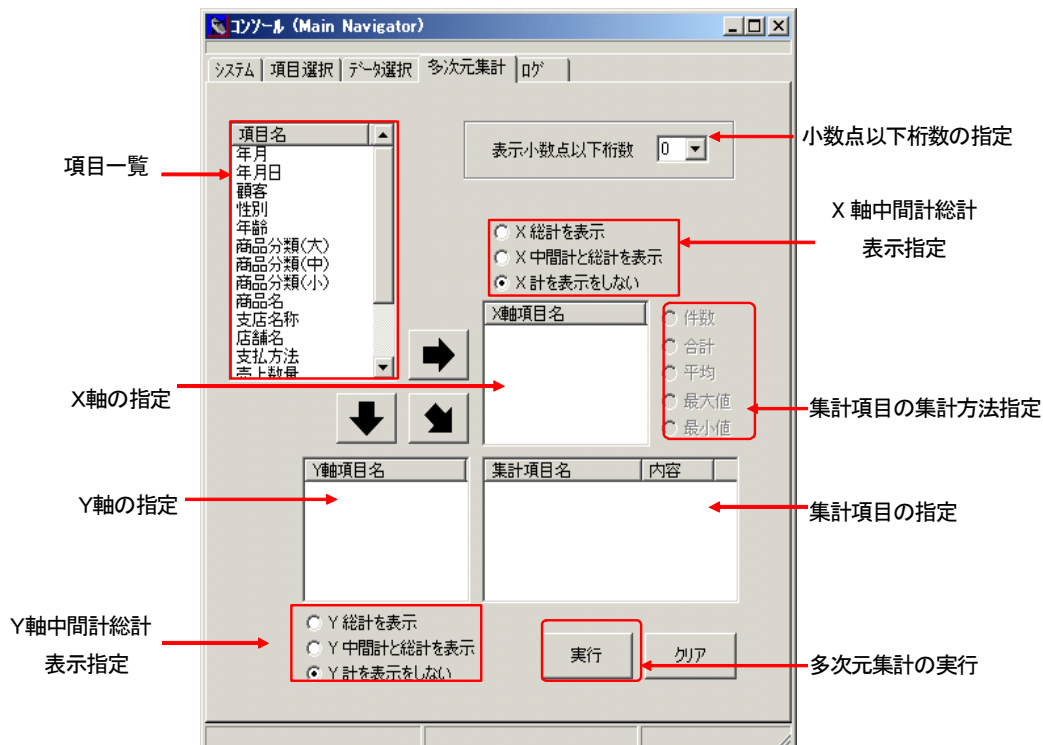 コンソール (Main Navigator)
システム
項目選択
データ選択
多次元集計
ログ
項目名
年月
年月日
顧客
性別
年齢
商品分類(大)
商品分類(中)
商品分類(小)
商品名
支店名称
店舗名
支払方法
売上数量
項目一覧
表示小数点以下桁数
0
小数点以下桁数の指定
X 総計を表示
X 中間計と総計を表示
X 計を表示をしない
X 軸中間計総計
表示指定
X軸項目名
X軸の指定
件数
合計
平均
最大値
最小値
集計項目の集計方法指定
Y軸項目名
Y軸の指定
集計項目名
内容
集計項目の指定
Y 総計を表示
Y 中間計と総計を表示
Y 計を表示をしない
Y軸中間計総計
表示指定
実行
クリア
多次元集計の実行